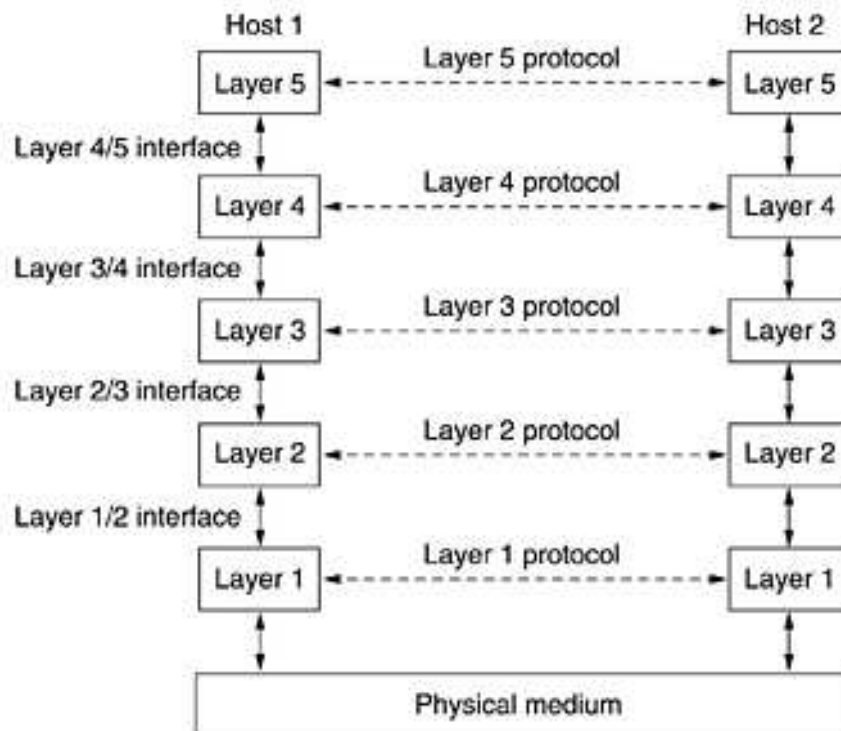 Host 1 Host 2
Layer 5 protocol
Layer 5 Layer 5
Layer 4/5 interface
Layer 4 protocol
Layer 4 Layer 4
Layer 3/4 interface
Layer 3 protocol
Layer 3 Layer 3
Layer 2/3 interface
Layer 2 protocol
Layer 2 Layer 2
Layer 1/2 interface
Layer 1 protocol
Layer 1 Layer 1
Physical medium